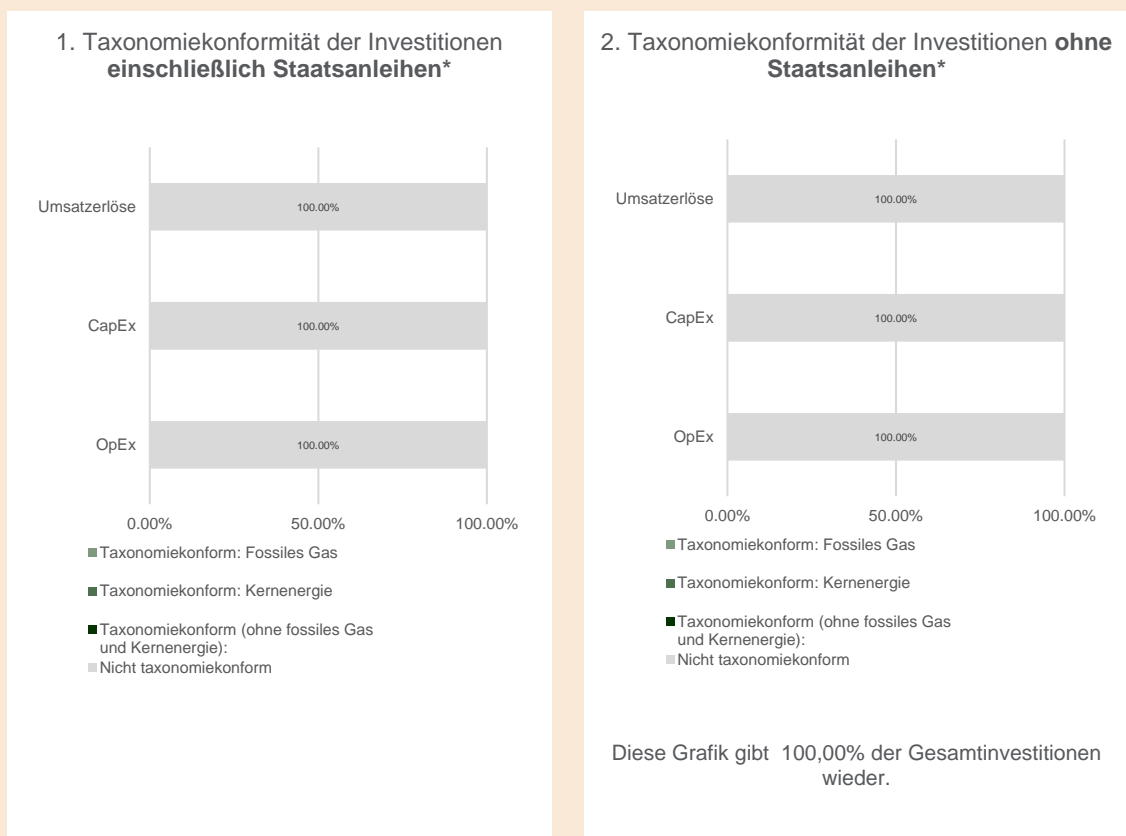 1. Taxonomiekonformität der Investitionen
einschließlich Staatsanleihen*
Umsatzerlöse
100.00%
CapEx
100.00%
OpEx
100.00%
0.00%
50.00%
100.00%
Taxonomiekonform: Fossiles Gas
Taxonomiekonform: Kernenergie
Taxonomiekonform (ohne fossiles Gas
und Kernenergie):
Nicht taxonomiekonform
2. Taxonomiekonformität der Investitionen ohne
Staatsanleihen*
Umsatzerlöse
100.00%
CapEx
100.00%
OpEx
100.00%
0.00%
50.00%
100.00%
Taxonomiekonform: Fossiles Gas
Taxonomiekonform: Kernenergie
Taxonomiekonform (ohne fossiles Gas
und Kernenergie):
Nicht taxonomiekonform
Diese Grafik gibt  100,00% der Gesamtinvestitionen
wieder.